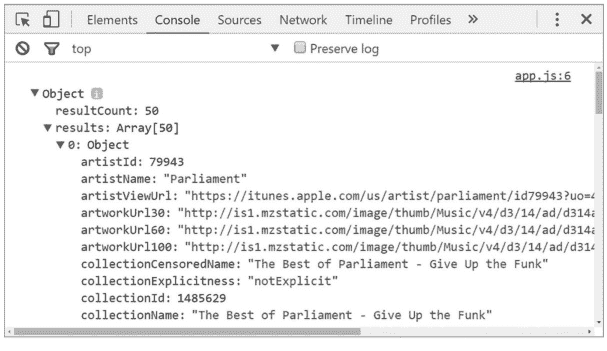 Elements Console Sources Network Timeline Profiles »
top Preserve log
app.js:6
Object i
resultCount: 50
results: Array[50]
0: Object
artistId: 79943
artistName: "Parliament"
artistViewUrl: "https://itunes.apple.com/us/artist/parliament/id79943?uo=4
artworkUrl30: "http://is1.mzstatic.com/image/thumb/Music/v4/d3/14/ad/d314a
artworkUrl60: "http://is1.mzstatic.com/image/thumb/Music/v4/d3/14/ad/d314a
artworkUrl100: "http://is1.mzstatic.com/image/thumb/Music/v4/d3/14/ad/d314
collectionCensoredName: "The Best of Parliament - Give Up the Funk"
collectionExplicitness: "notExplicit"
collectionId: 1485629
collectionName: "The Best of Parliament - Give Up the Funk"